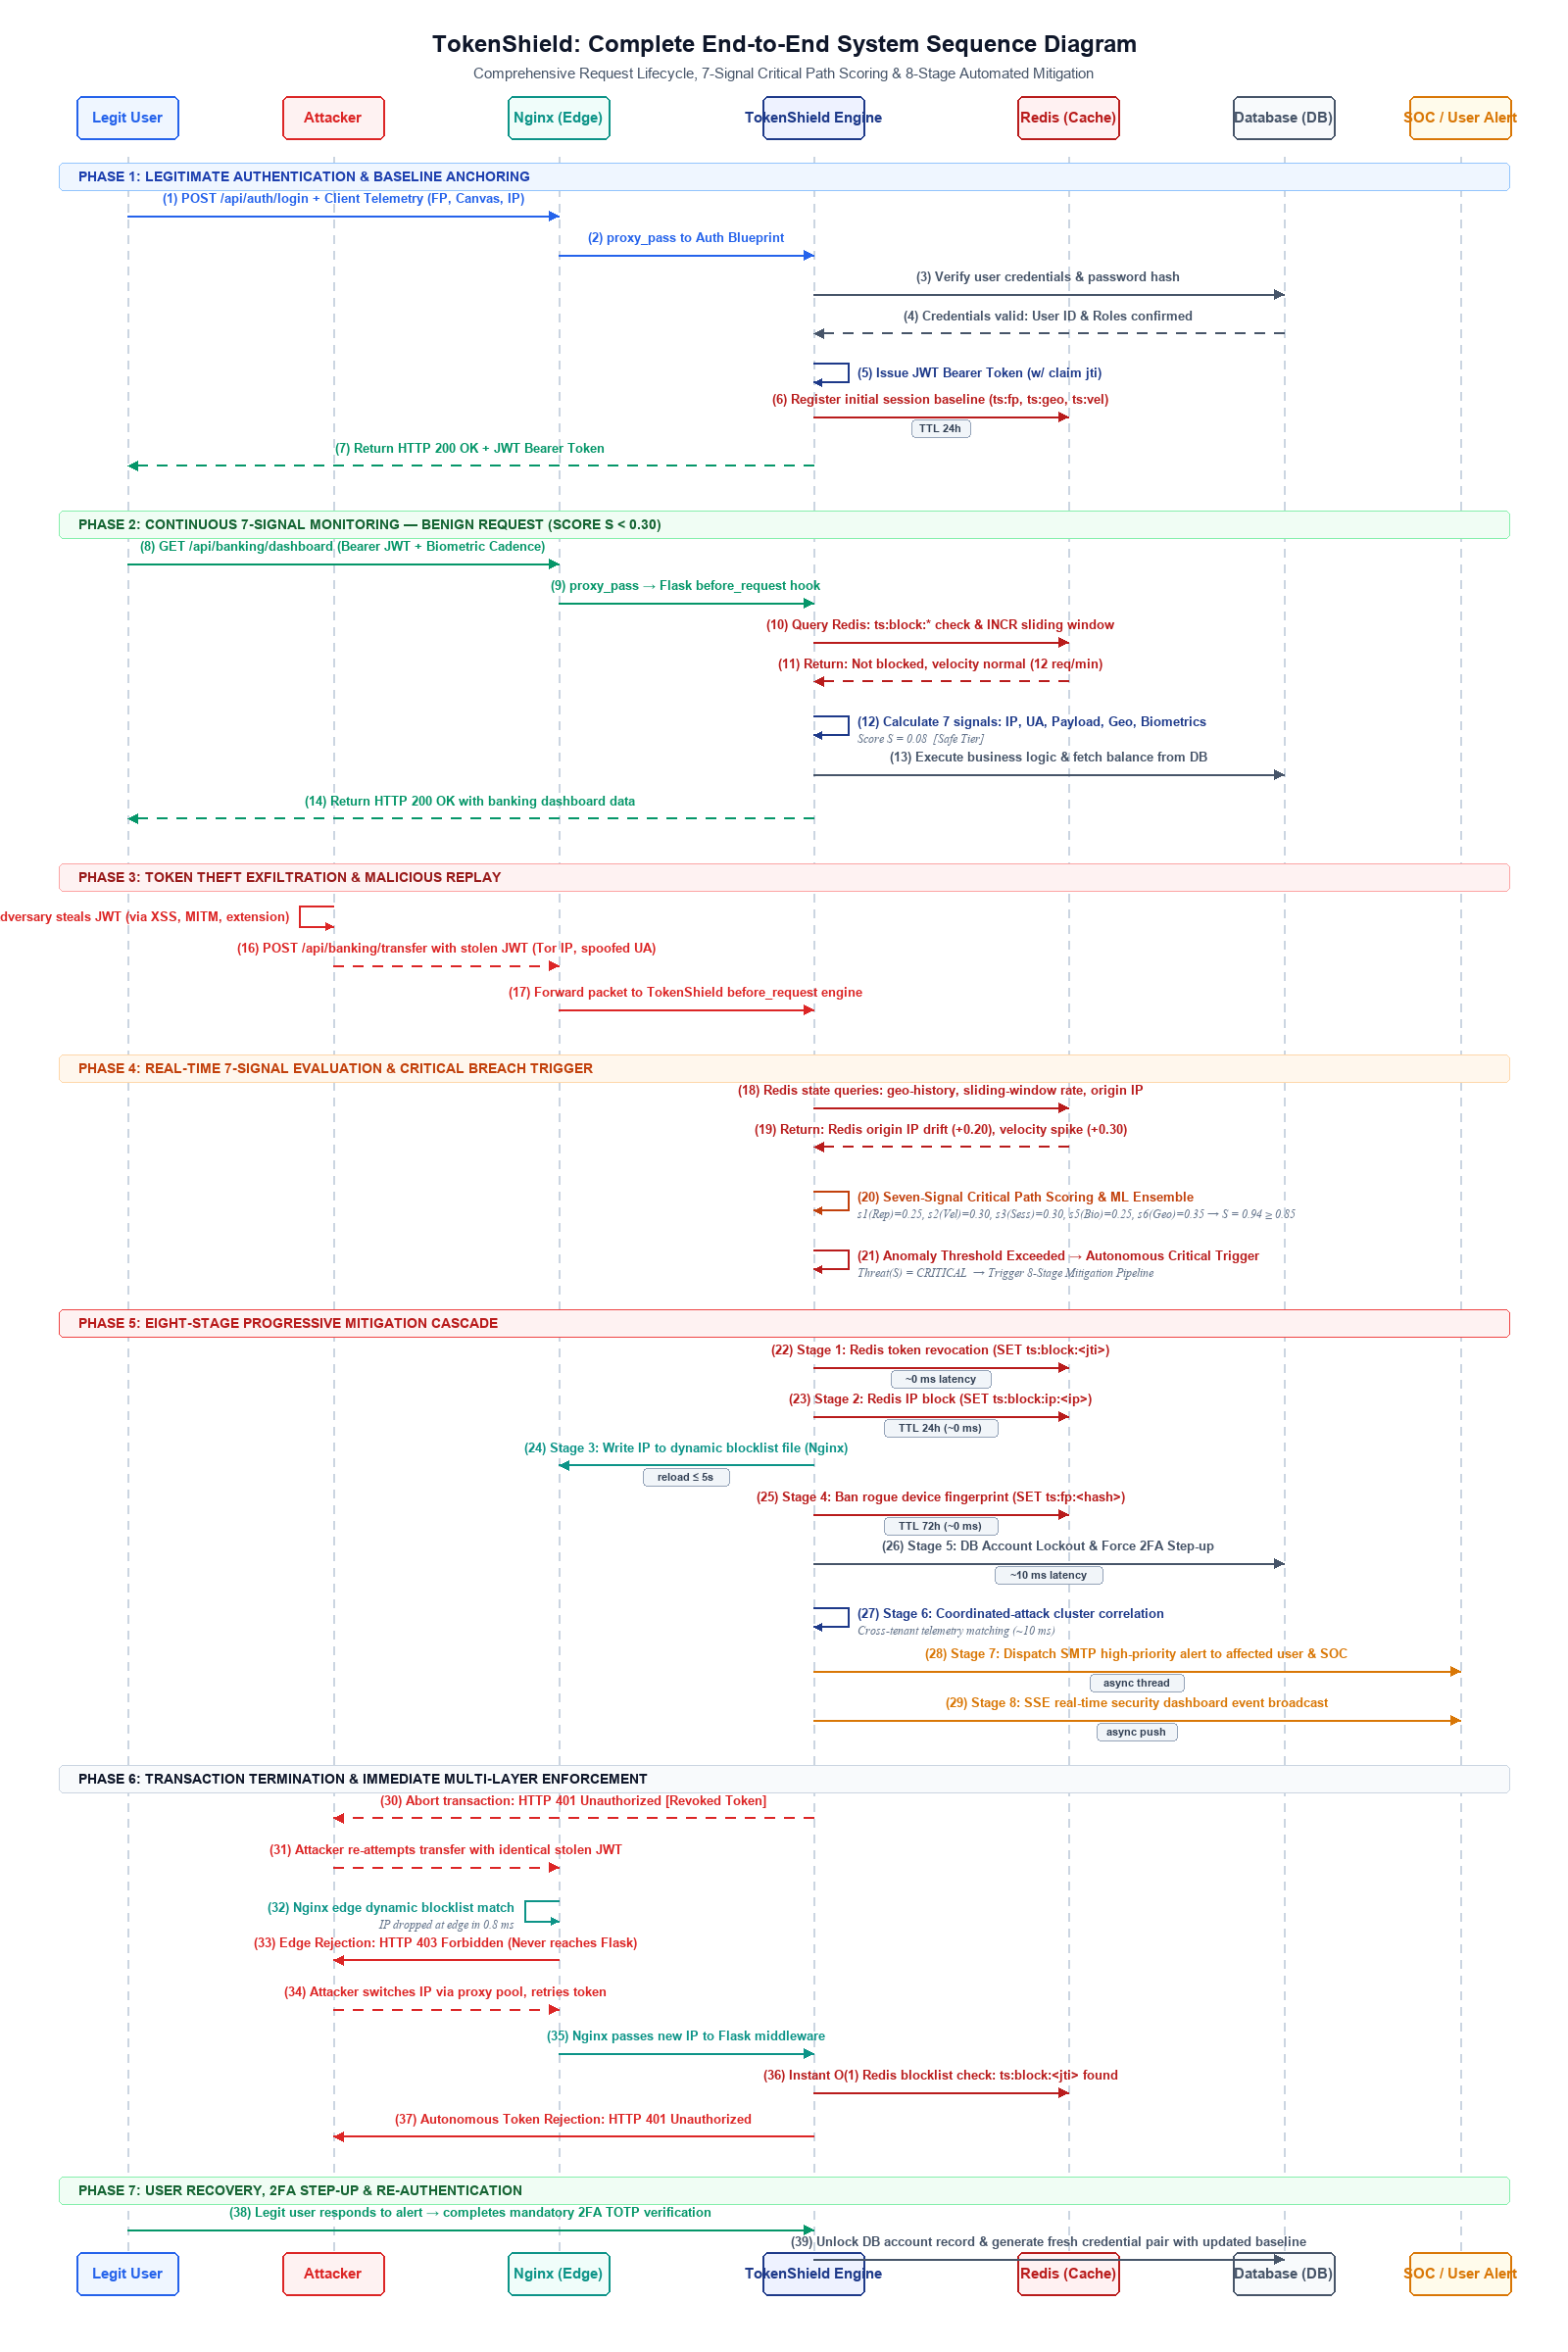 TokenShield: Complete End-to-End System Sequence Diagram
Comprehensive Request Lifecycle, 7-Signal Critical Path Scoring & 8-Stage Automated Mitigation
Legit User
Attacker
Nginx (Edge)
TokenShield Engine
Redis (Cache)
Database (DB)
SOC / User Alert
PHASE 1: LEGITIMATE AUTHENTICATION & BASELINE ANCHORING
(1) POST /api/auth/login + Client Telemetry (FP, Canvas, IP)
(2) proxy_pass to Auth Blueprint
(3) Verify user credentials & password hash
(4) Credentials valid: User ID & Roles confirmed
(5) Issue JWT Bearer Token (w/ claim jti)
(6) Register initial session baseline (ts:fp, ts:geo, ts:vel)
TTL 24h
(7) Return HTTP 200 OK + JWT Bearer Token
PHASE 2: CONTINUOUS 7-SIGNAL MONITORING — BENIGN REQUEST (SCORE S < 0.30)
(8) GET /api/banking/dashboard (Bearer JWT + Biometric Cadence)
(9) proxy_pass → Flask before_request hook
(10) Query Redis: ts:block:* check & INCR sliding window
(11) Return: Not blocked, velocity normal (12 req/min)
(12) Calculate 7 signals: IP, UA, Payload, Geo, Biometrics
Score S = 0.08 [Safe Tier]
(13) Execute business logic & fetch balance from DB
(14) Return HTTP 200 OK with banking dashboard data
PHASE 3: TOKEN THEFT EXFILTRATION & MALICIOUS REPLAY
dversary steals JWT (via XSS, MITM, extension)
(16) POST /api/banking/transfer with stolen JWT (Tor IP, spoofed UA)
(17) Forward packet to TokenShield before_request engine
PHASE 4: REAL-TIME 7-SIGNAL EVALUATION & CRITICAL BREACH TRIGGER
(18) Redis state queries: geo-history, sliding-window rate, origin IP
(19) Return: Redis origin IP drift (+0.20), velocity spike (+0.30)
(20) Seven-Signal Critical Path Scoring & ML Ensemble
s1(Rep)=0.25, s2(Vel)=0.30, s3(Sess)=0.30, s5(Bio)=0.25, s6(Geo)=0.35 → S = 0.94 ≥ 0.85
(21) Anomaly Threshold Exceeded → Autonomous Critical Trigger
Threat(S) = CRITICAL → Trigger 8-Stage Mitigation Pipeline
PHASE 5: EIGHT-STAGE PROGRESSIVE MITIGATION CASCADE
(22) Stage 1: Redis token revocation (SET ts:block:<jti>)
~0 ms latency
(23) Stage 2: Redis IP block (SET ts:block:ip:<ip>)
TTL 24h (~0 ms)
(24) Stage 3: Write IP to dynamic blocklist file (Nginx)
reload ≤ 5s
(25) Stage 4: Ban rogue device fingerprint (SET ts:fp:<hash>)
TTL 72h (~0 ms)
(26) Stage 5: DB Account Lockout & Force 2FA Step-up
~10 ms latency
(27) Stage 6: Coordinated-attack cluster correlation
Cross-tenant telemetry matching (~10 ms)
(28) Stage 7: Dispatch SMTP high-priority alert to affected user & SOC
async thread
(29) Stage 8: SSE real-time security dashboard event broadcast
async push
PHASE 6: TRANSACTION TERMINATION & IMMEDIATE MULTI-LAYER ENFORCEMENT
(30) Abort transaction: HTTP 401 Unauthorized [Revoked Token]
(31) Attacker re-attempts transfer with identical stolen JWT
(32) Nginx edge dynamic blocklist match
IP dropped at edge in 0.8 ms
(33) Edge Rejection: HTTP 403 Forbidden (Never reaches Flask)
(34) Attacker switches IP via proxy pool, retries token
(35) Nginx passes new IP to Flask middleware
(36) Instant O(1) Redis blocklist check: ts:block:<jti> found
(37) Autonomous Token Rejection: HTTP 401 Unauthorized
PHASE 7: USER RECOVERY, 2FA STEP-UP & RE-AUTHENTICATION
(38) Legit user responds to alert → completes mandatory 2FA TOTP verification
(39) Unlock DB account record & generate fresh credential pair with updated baseline
Legit User
Attacker
Nginx (Edge)
TokenShield Engine
Redis (Cache)
Database (DB)
SOC / User Alert